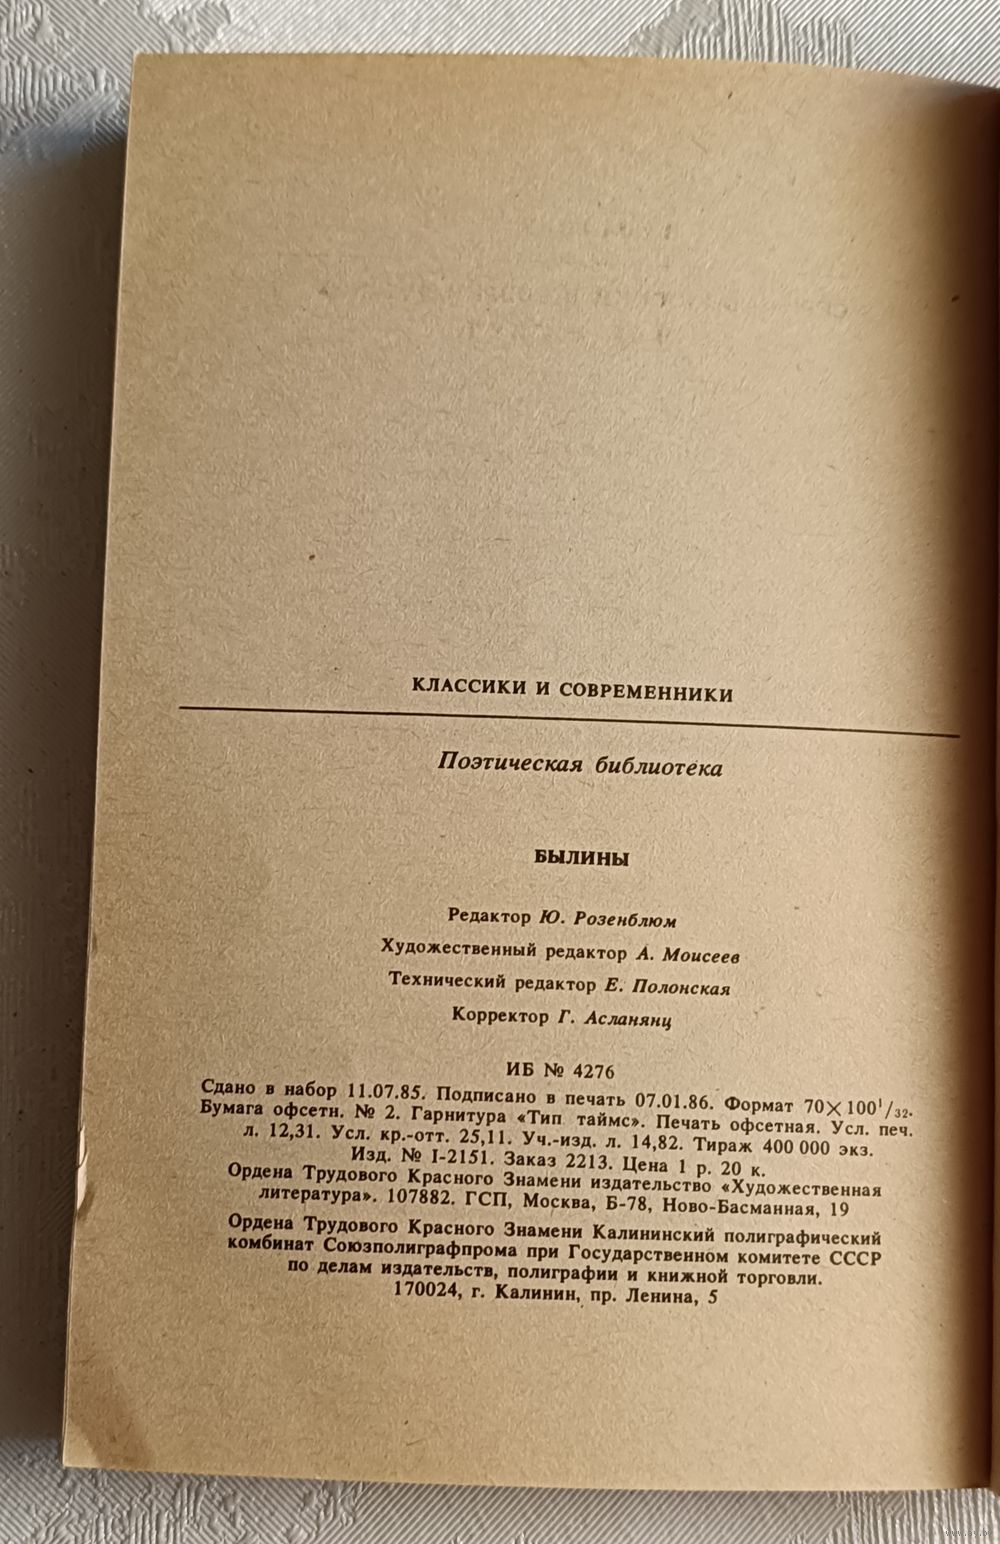 КЛАССИКИ И СОВРЕМЕННИКИ
Поэтическая библиотека
БЫЛИНЫ
Редактор Ю. Розенблюм
Художественный редактор А. Моисеев
Технический редактор Е. Полонская
Корректор Г. Асланянц
ИБ № 4276
Сдано в набор 11.07.85. Подписано в печать 07.01.86. Формат 70×100¹/₃₂.
Бумага офсетн. № 2. Гарнитура «Тип таймс». Печать офсетная. Усл. печ.
л. 12,31. Усл. кр.-отт. 25,11. Уч.-изд. л. 14,82. Тираж 400 000 экз.
Изд. № I-2151. Заказ 2213. Цена 1 р. 20 к.
Ордена Трудового Красного Знамени издательство «Художественная
литература». 107882. ГСП, Москва, Б-78, Ново-Басманная, 19
Ордена Трудового Красного Знамени Калининский полиграфический
комбинат Союзполиграфпрома при Государственном комитете СССР
по делам издательств, полиграфии и книжной торговли.
170024, г. Калинин, пр. Ленина, 5